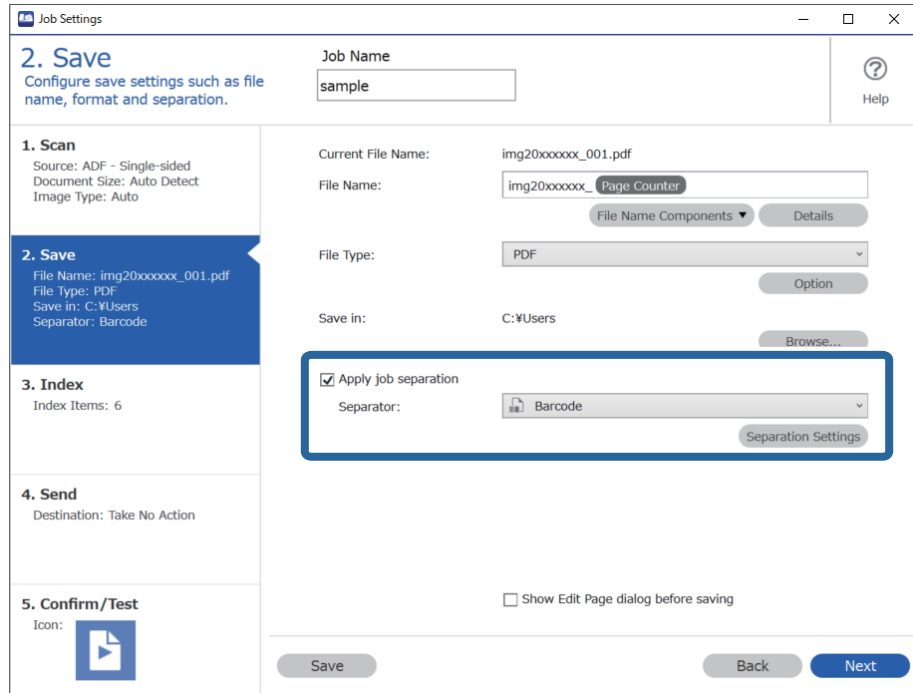 Job Settings
2. Save
Configure save settings such as file
name, format and separation.
Job Name
sample
Help
1. Scan
Source: ADF - Single-sided
Document Size: Auto Detect
Image Type: Auto
2. Save
File Name: img20xxxxxx_001.pdf
File Type: PDF
Save in: C:¥Users
Separator: Barcode
3. Index
Index Items: 6
4. Send
Destination: Take No Action
5. Confirm/Test
Icon:
Current File Name: img20xxxxxx_001.pdf
File Name: img20xxxxxx_ Page Counter
File Name Components ▼ Details
File Type: PDF
Option
Save in: C:¥Users
Browse...
Apply job separation
Separator: Barcode
Separation Settings
Show Edit Page dialog before saving
Save Back Next